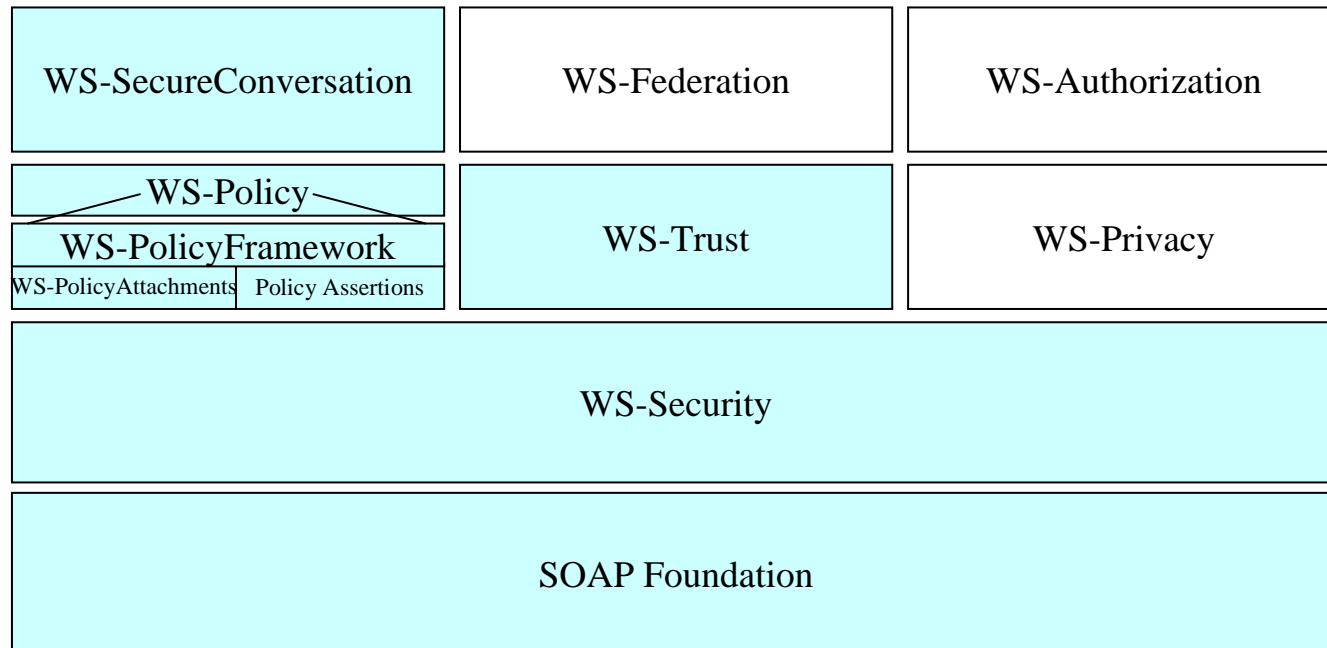 WS-SecureConversation
WS-Federation
WS-Authorization
WS-Policy
WS-PolicyFramework
WS-PolicyAttachments
Policy Assertions
WS-Trust
WS-Privacy
WS-Security
SOAP Foundation